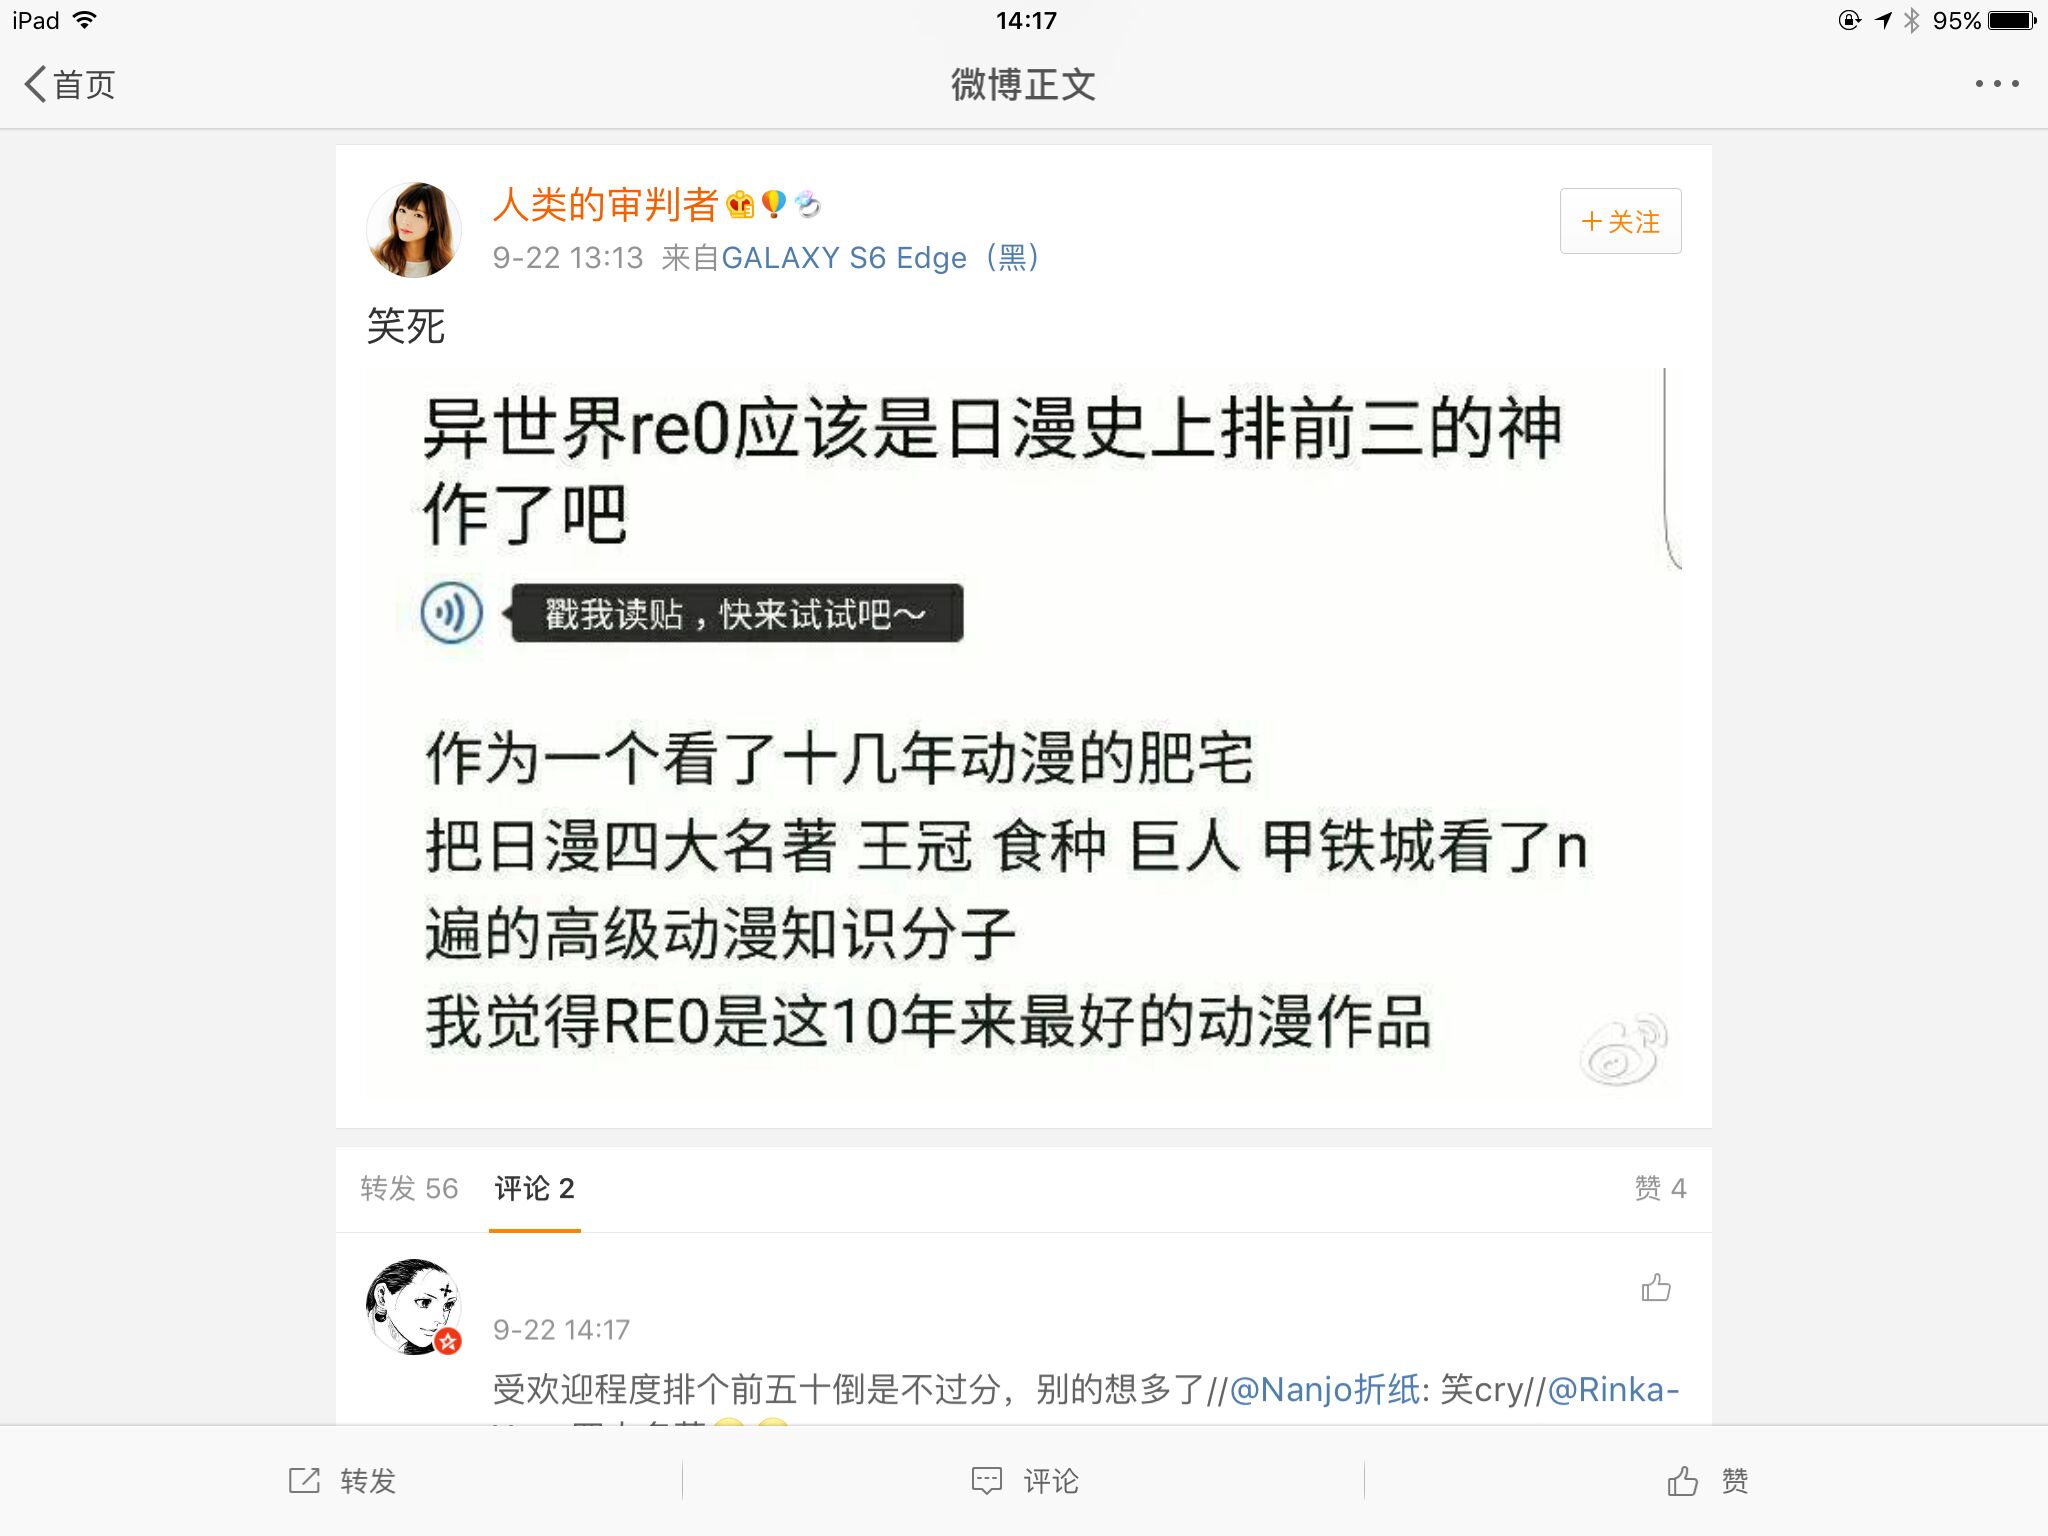 iPad
14:17
95%
首页
微博正文
人类的审判者
9-22 13:13 来自GALAXY S6 Edge（黑）
+关注
笑死
异世界re0应该是日漫史上排前三的神
作了吧
戳我读贴，快来试试吧～
作为一个看了十几年动漫的肥宅
把日漫四大名著 王冠 食种 巨人 甲铁城看了n
遍的高级动漫知识分子
我觉得RE0是这10年来最好的动漫作品
转发 56 评论 2 赞 4
9-22 14:17
受欢迎程度排个前五十倒是不过分，别的想多了//@Nanjo折纸: 笑cry//@Rinka-
转发
评论
赞